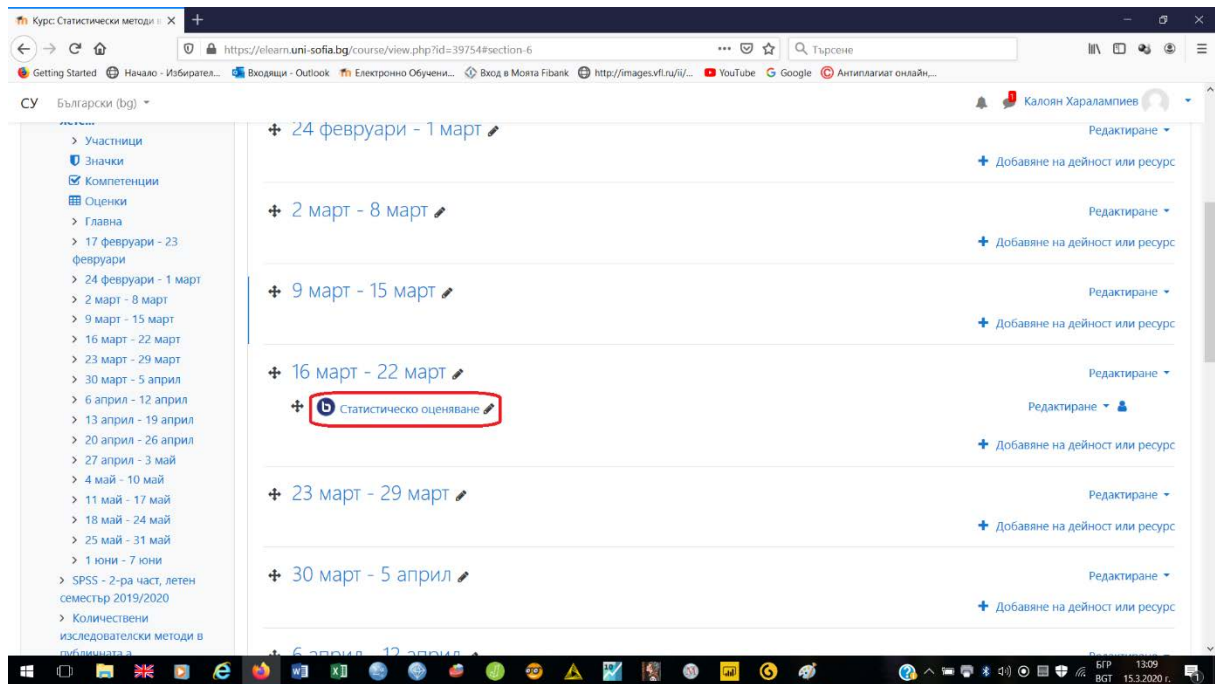 Курс: Статистически методи в
https://elearn.uni-sofia.bg/course/view.php?id=39754#section-6
Търсене
Getting Started
Начало - Избирател...
Входящи - Outlook
Електронно Обучени...
Вход в Моята Fibank
http://images.vfl.ru/ii/...
YouTube
Google
Антиплагиат онлайн,...
СУ
Български (bg)
1
Калоян Харалампиев
Участници
Значки
Компетенции
Оценки
Главна
17 февруари - 23
февруари
24 февруари - 1 март
2 март - 8 март
9 март - 15 март
16 март - 22 март
23 март - 29 март
30 март - 5 април
6 април - 12 април
13 април - 19 април
20 април - 26 април
27 април - 3 май
4 май - 10 май
11 май - 17 май
18 май - 24 май
25 май - 31 май
1 юни - 7 юни
SPSS - 2-ра част, летен
семестър 2019/2020
Количествени
изследователски методи в
публичната а
24 февруари - 1 март
Редактиране
Добавяне на дейност или ресурс
2 март - 8 март
Редактиране
Добавяне на дейност или ресурс
9 март - 15 март
Редактиране
Добавяне на дейност или ресурс
16 март - 22 март
Редактиране
Статистическо оценяване
Редактиране
Добавяне на дейност или ресурс
23 март - 29 март
Редактиране
Добавяне на дейност или ресурс
30 март - 5 април
Редактиране
Добавяне на дейност или ресурс
6 април - 12 април
Редактиране
БГР
BGT
13:09
15.3.2020 г.